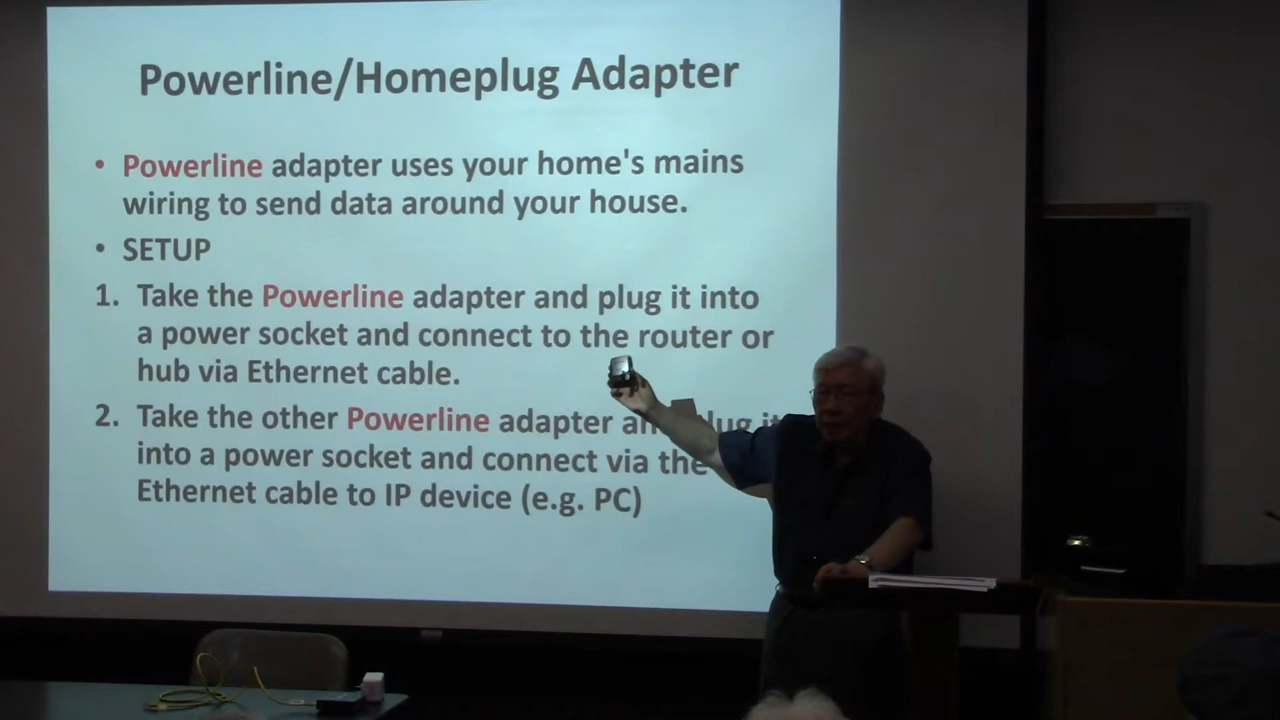 Powerline/Homeplug Adapter
• Powerline adapter uses your home's mains
wiring to send data around your house.
• SETUP
1. Take the Powerline adapter and plug it into
a power socket and connect to the router or
hub via Ethernet cable.
2. Take the other Powerline adapter and plug it
into a power socket and connect via the
Ethernet cable to IP device (e.g. PC)